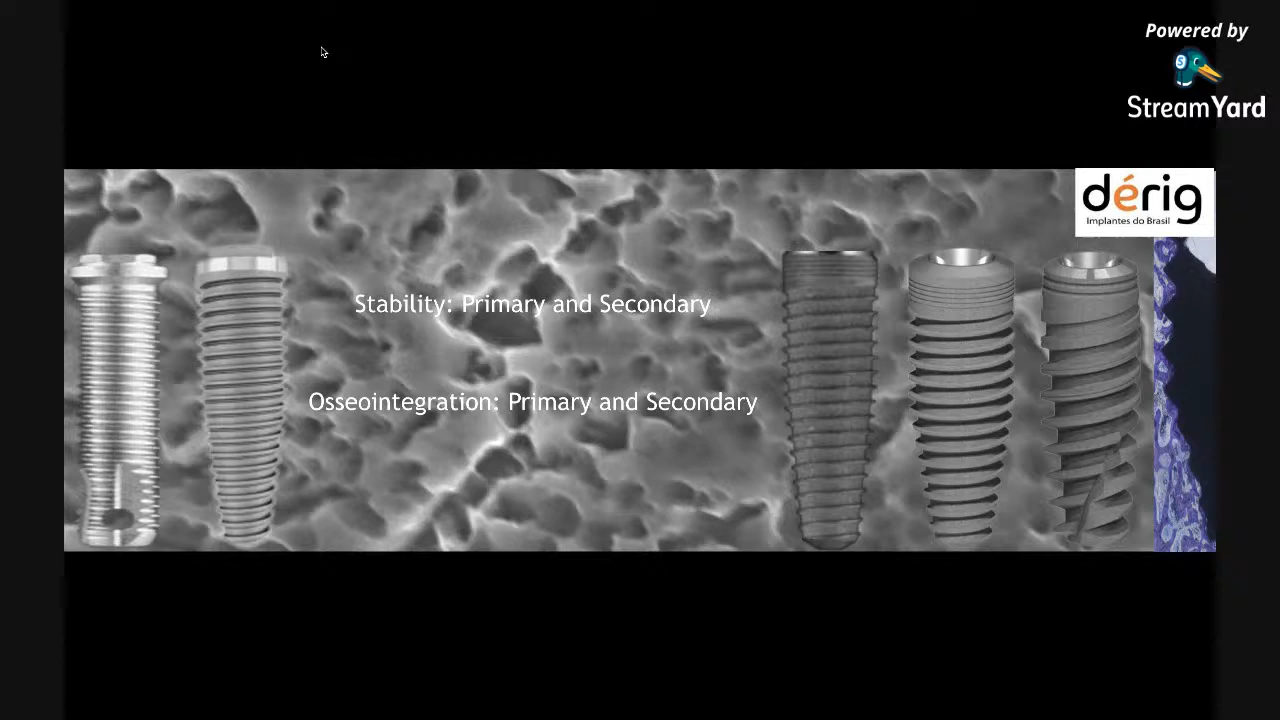 Powered by
S
StreamYard
dérig
Implantes do Brasil
Stability: Primary and Secondary
Osseointegration: Primary and Secondary